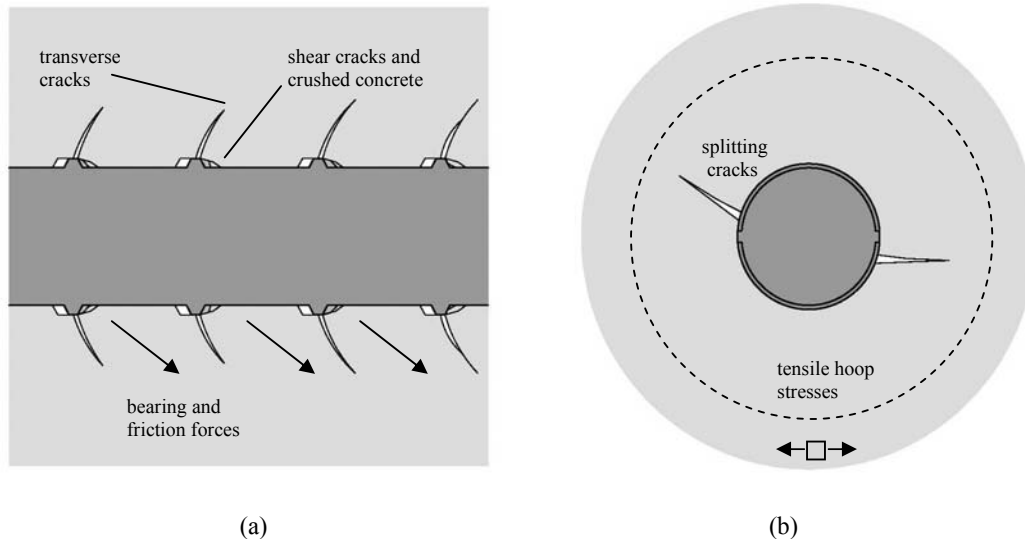 transverse
cracks
shear cracks and
crushed concrete
bearing and
friction forces
(a)
splitting
cracks
tensile hoop
stresses
(b)